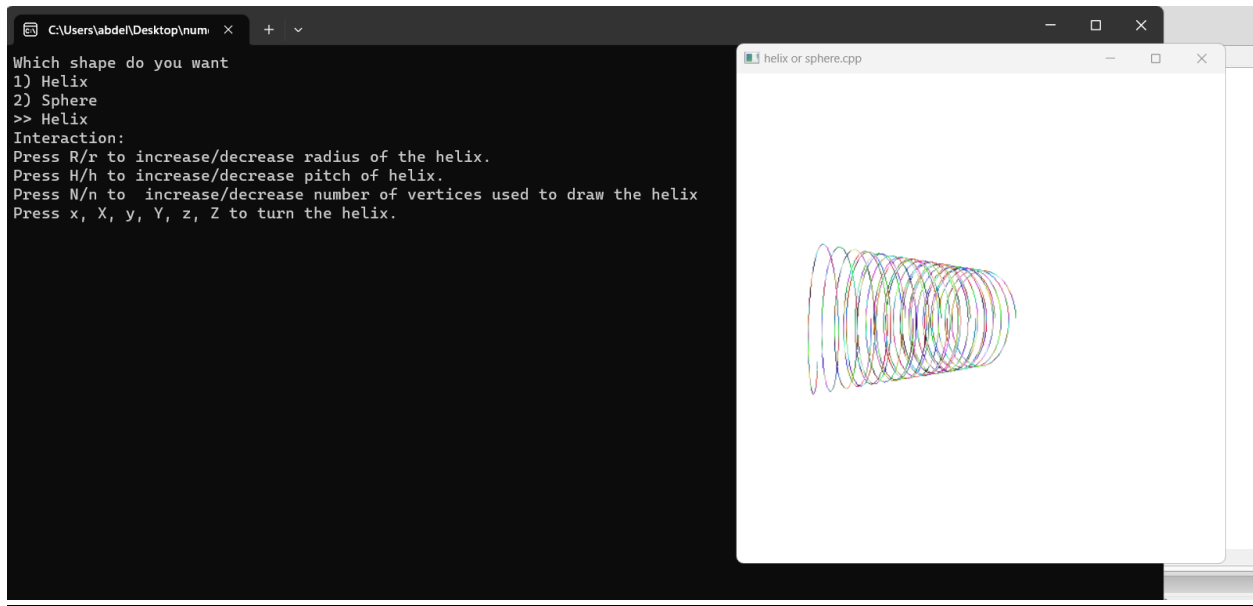 C:\Users\abdel\Desktop\num
Which shape do you want
1) Helix
2) Sphere
>> Helix
Interaction:
Press R/r to increase/decrease radius of the helix.
Press H/h to increase/decrease pitch of helix.
Press N/n to  increase/decrease number of vertices used to draw the helix
Press x, X, y, Y, z, Z to turn the helix.
helix or sphere.cpp